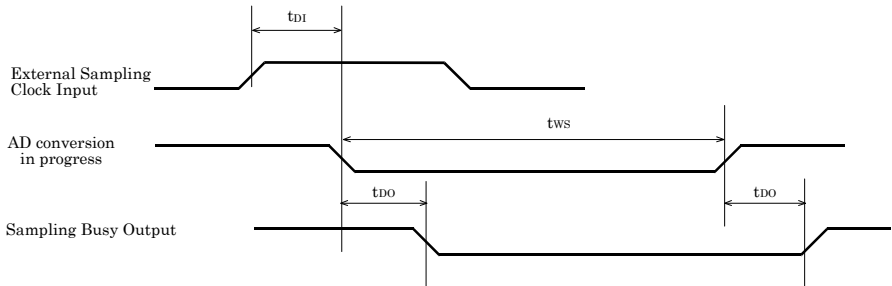 tDI
External Sampling
Clock Input
tWS
AD conversion
in progress
tDO
tDO
Sampling Busy Output